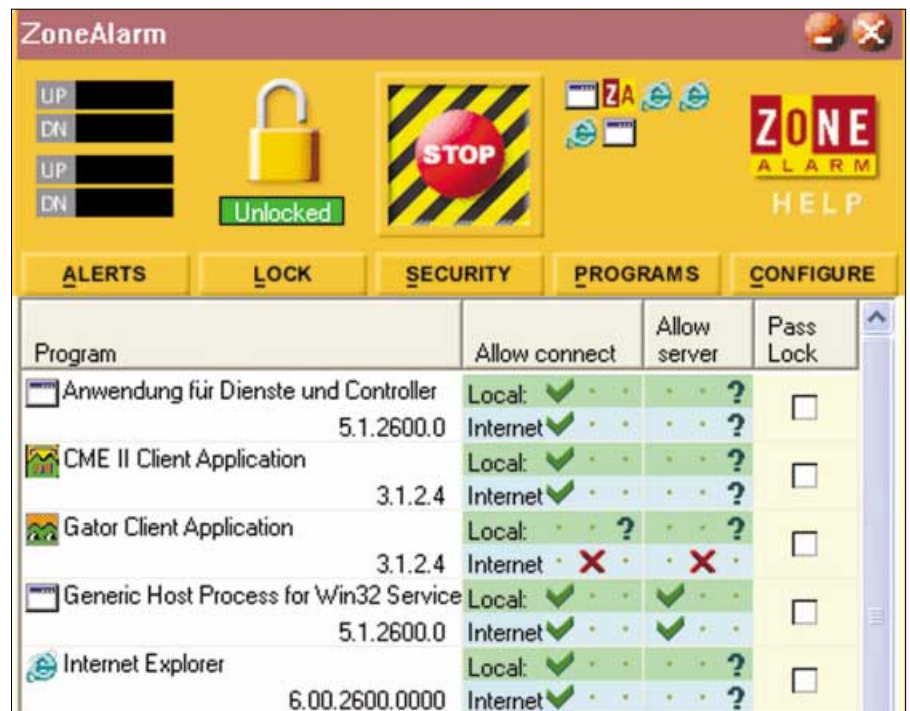 ZoneAlarm
UP
DN
UP
DN
Unlocked
STOP
ZA
ZONE
ALARM
HELP
ALERTS LOCK SECURITY PROGRAMS CONFIGURE
Program Allow connect Allow server Pass Lock
Anwendung für Dienste und Controller Local: ?
5.1.2600.0 Internet ?
CME II Client Application Local: ?
3.1.2.4 Internet ?
Gator Client Application Local: ? ?
3.1.2.4 Internet
Generic Host Process for Win32 Service Local:
5.1.2600.0 Internet
Internet Explorer Local: ?
6.00.2600.0000 Internet ?